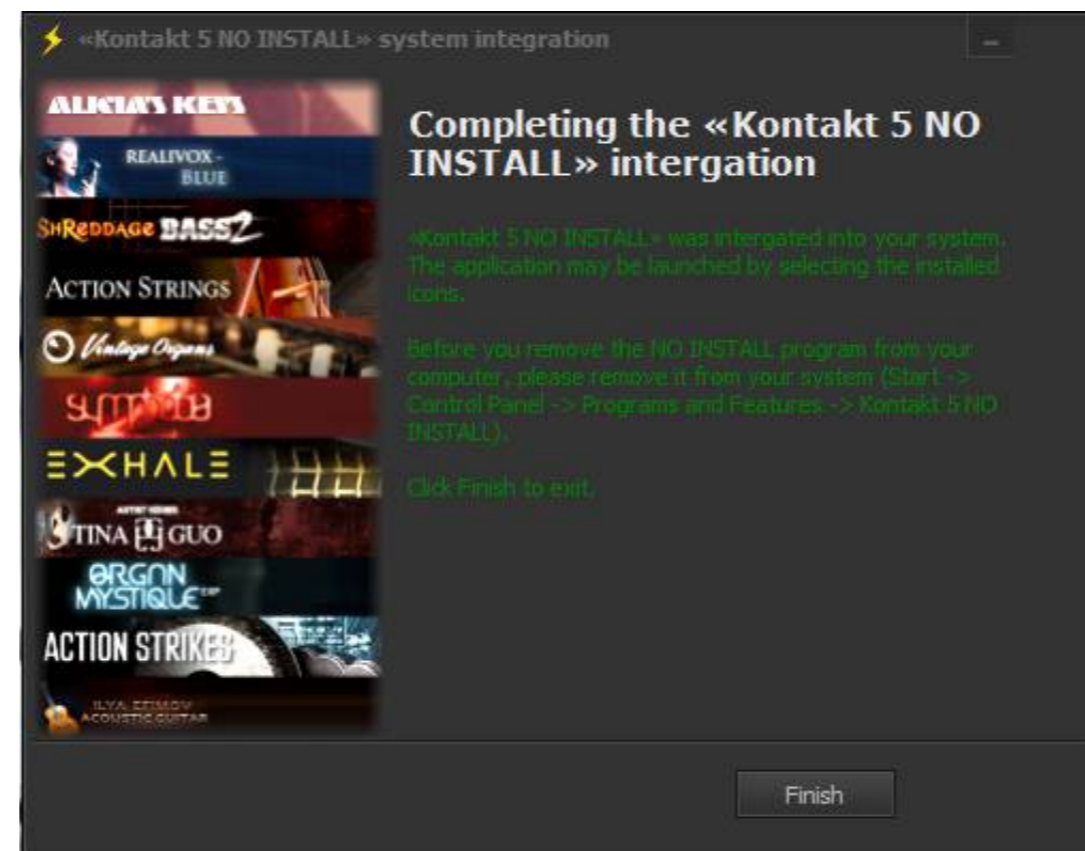 «Kontakt 5 NO INSTALL» system integration
ALICIA'S KEYS
REALIVOX -
BLUE
SHREDDAGE BASS 2
ACTION STRINGS
Vintage Organs
EXHALE
ARTIST SERIES
TINA GUO
ORGAN
MYSTIQUE
ACTION STRIKES
ILYA EFIMOV
ACOUSTIC GUITAR
Completing the «Kontakt 5 NO
INSTALL» intergation
«Kontakt 5 NO INSTALL» was intergated into your system.
The application may be launched by selecting the installed
icons.
Before you remove the NO INSTALL program from your
computer, please remove it from your system (Start ->
Control Panel -> Programs and Features -> Kontakt 5 NO
INSTALL).
Click Finish to exit.
Finish